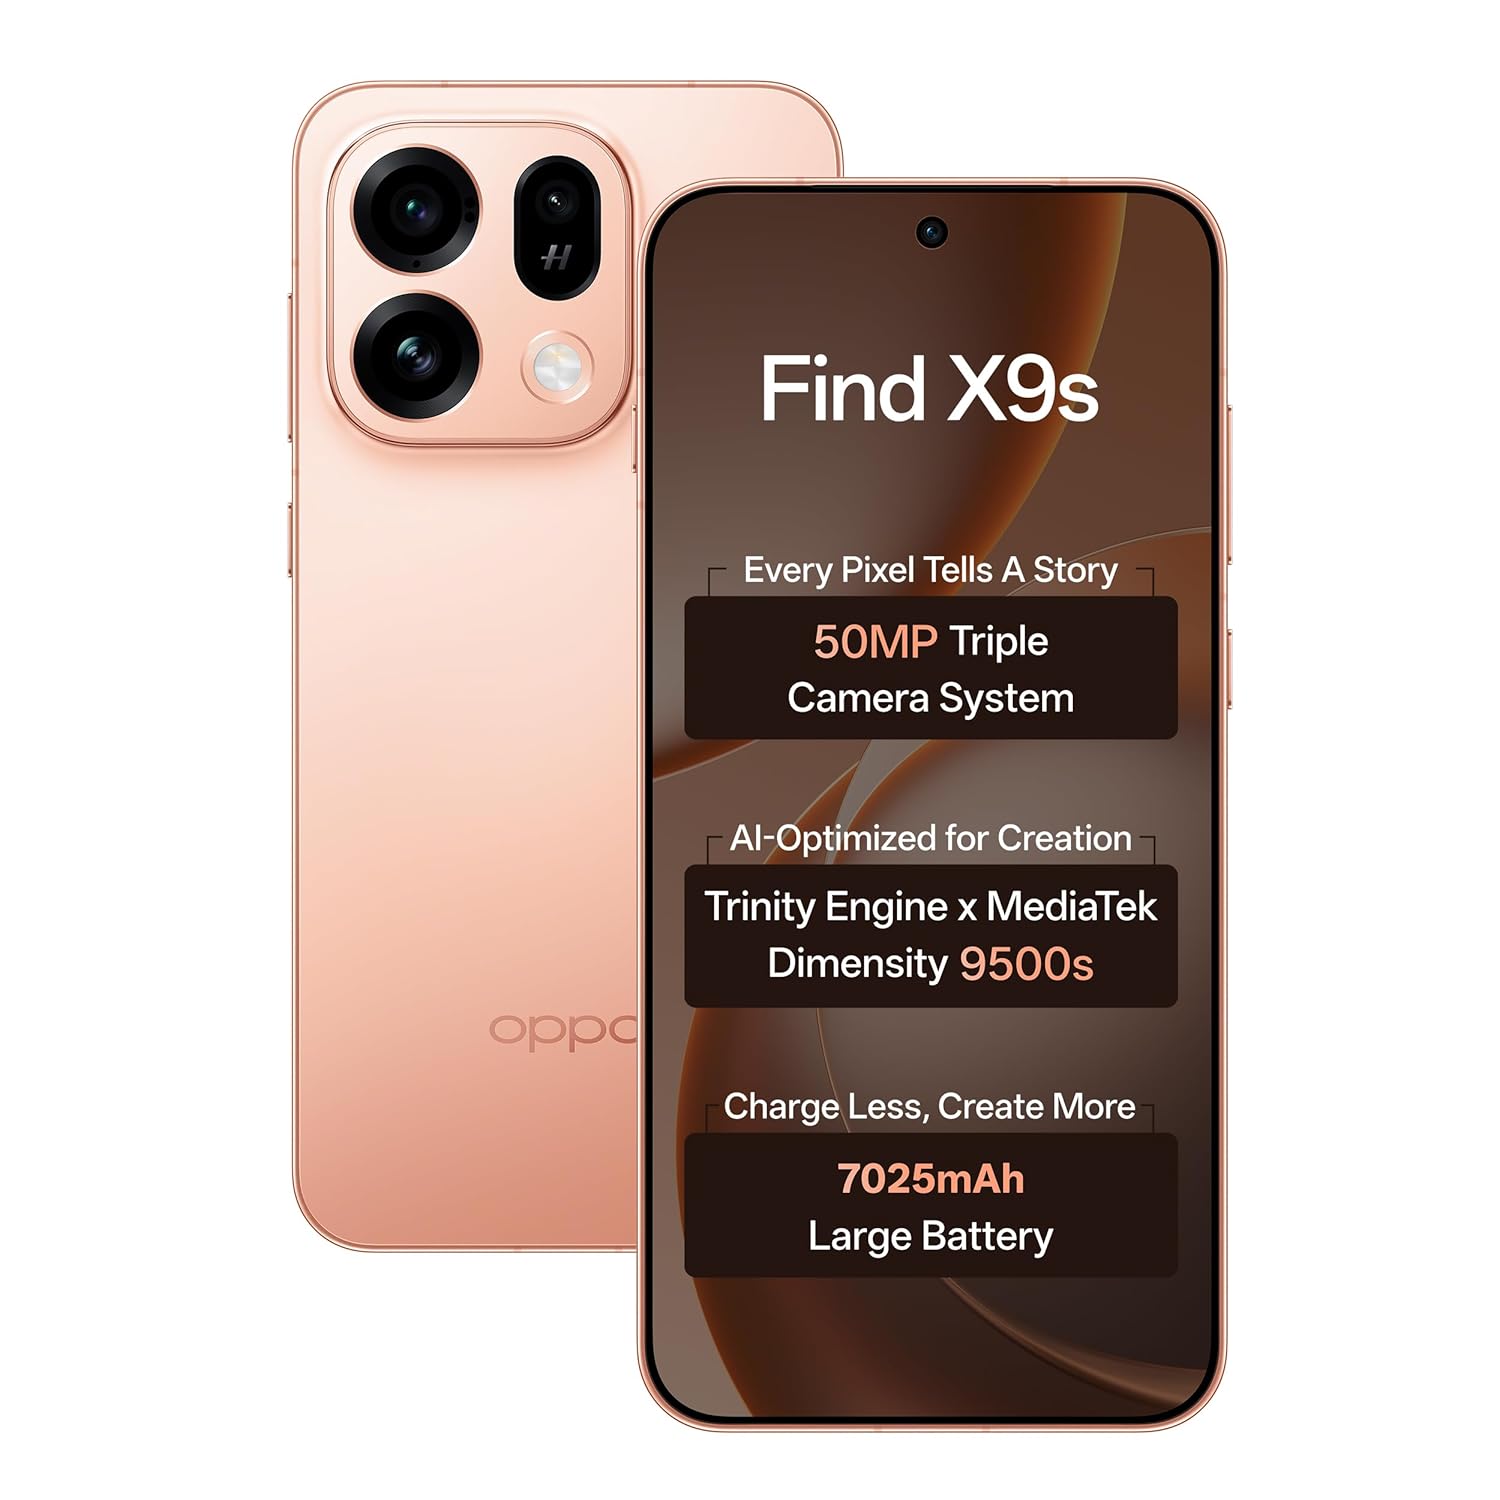 H
oppo
Find X9s
Every Pixel Tells A Story
50MP Triple
Camera System
AI-Optimized for Creation
Trinity Engine x MediaTek
Dimensity 9500s
Charge Less, Create More
7025mAh
Large Battery